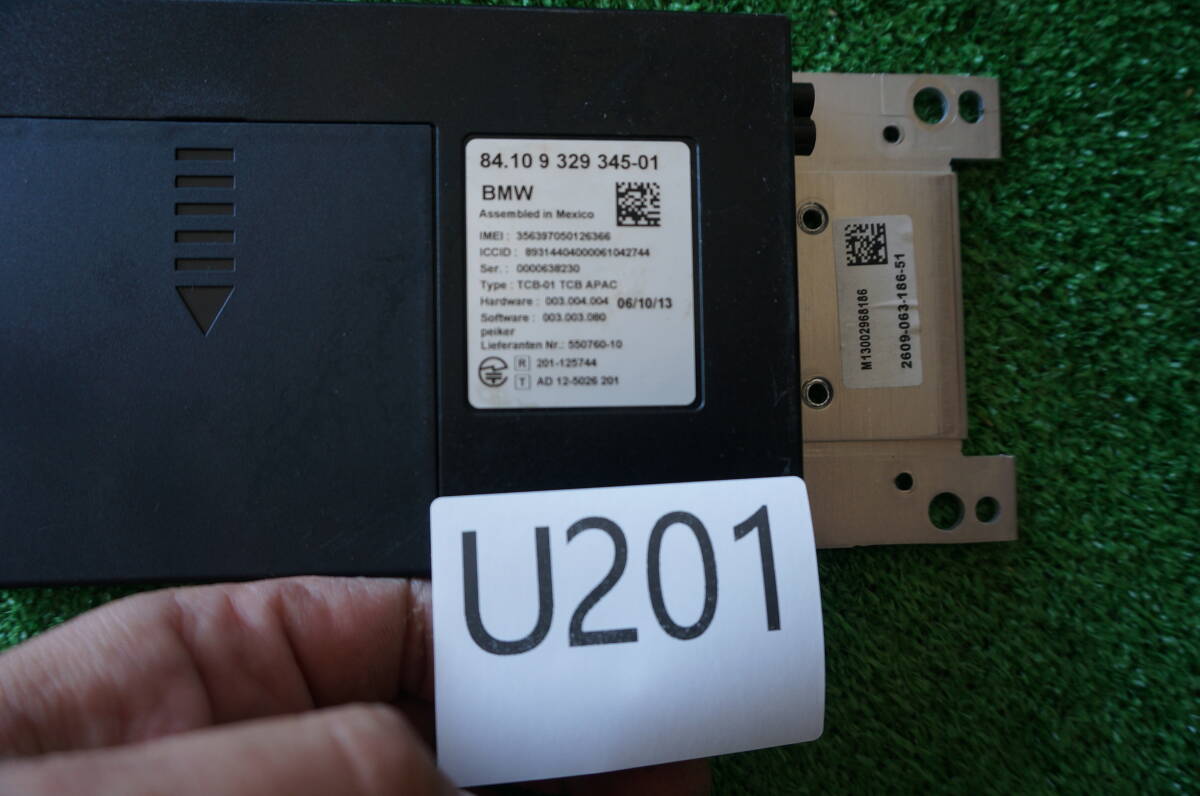 84.10 9 329 345-01
BMW
Assembled in Mexico
IMEI : 356397050126366
ICCID : 89314404000061042744
Ser. : 0000638230
Type : TCB-01 TCB APAC
Hardware : 003.004.004 06/10/13
Software : 003.003.080
peiker
Lieferanten Nr.: 550760-10
R 201-125744
T AD 12-5026 201
M13002968186
2609-063-186-51
U201